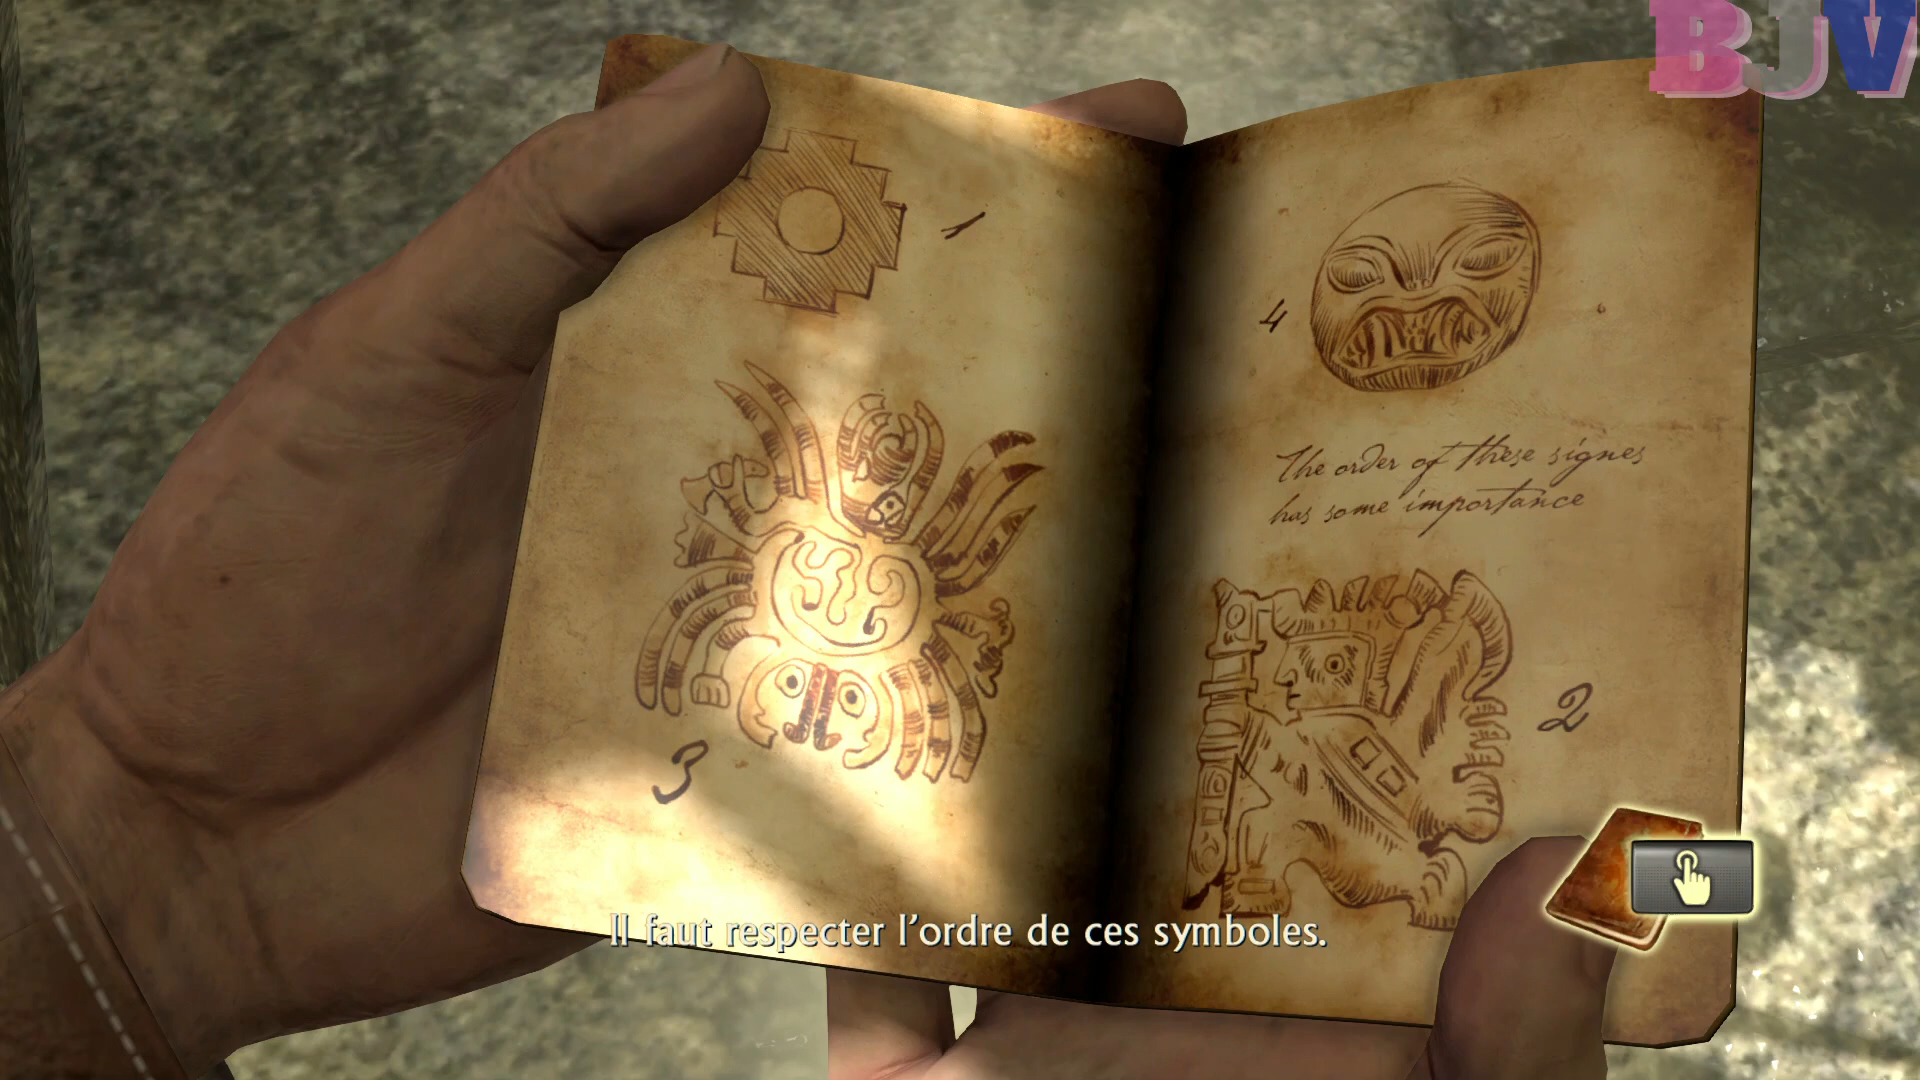 BJV
1
4
The order of these signes
has some importance
2
3
Il faut respecter l'ordre de ces symboles.